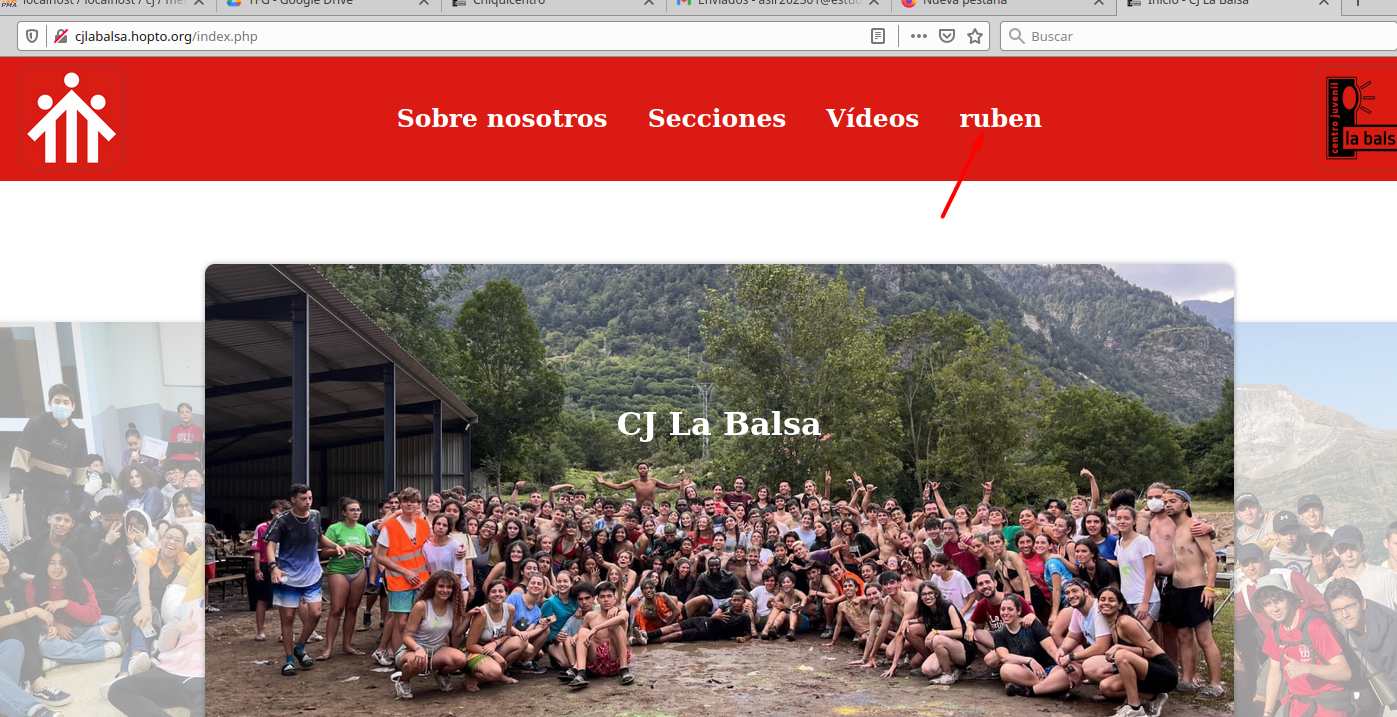 localhost / localhost / cj / me
TFG - Google Drive
Chiquicentro
Enviados - asir202301@estud
Nueva pestaña
Inicio - CJ La Balsa
cjlabalsa.hopto.org/index.php
Buscar
Sobre nosotros
Secciones
Vídeos
ruben
centro juvenil
la bals
CJ La Balsa